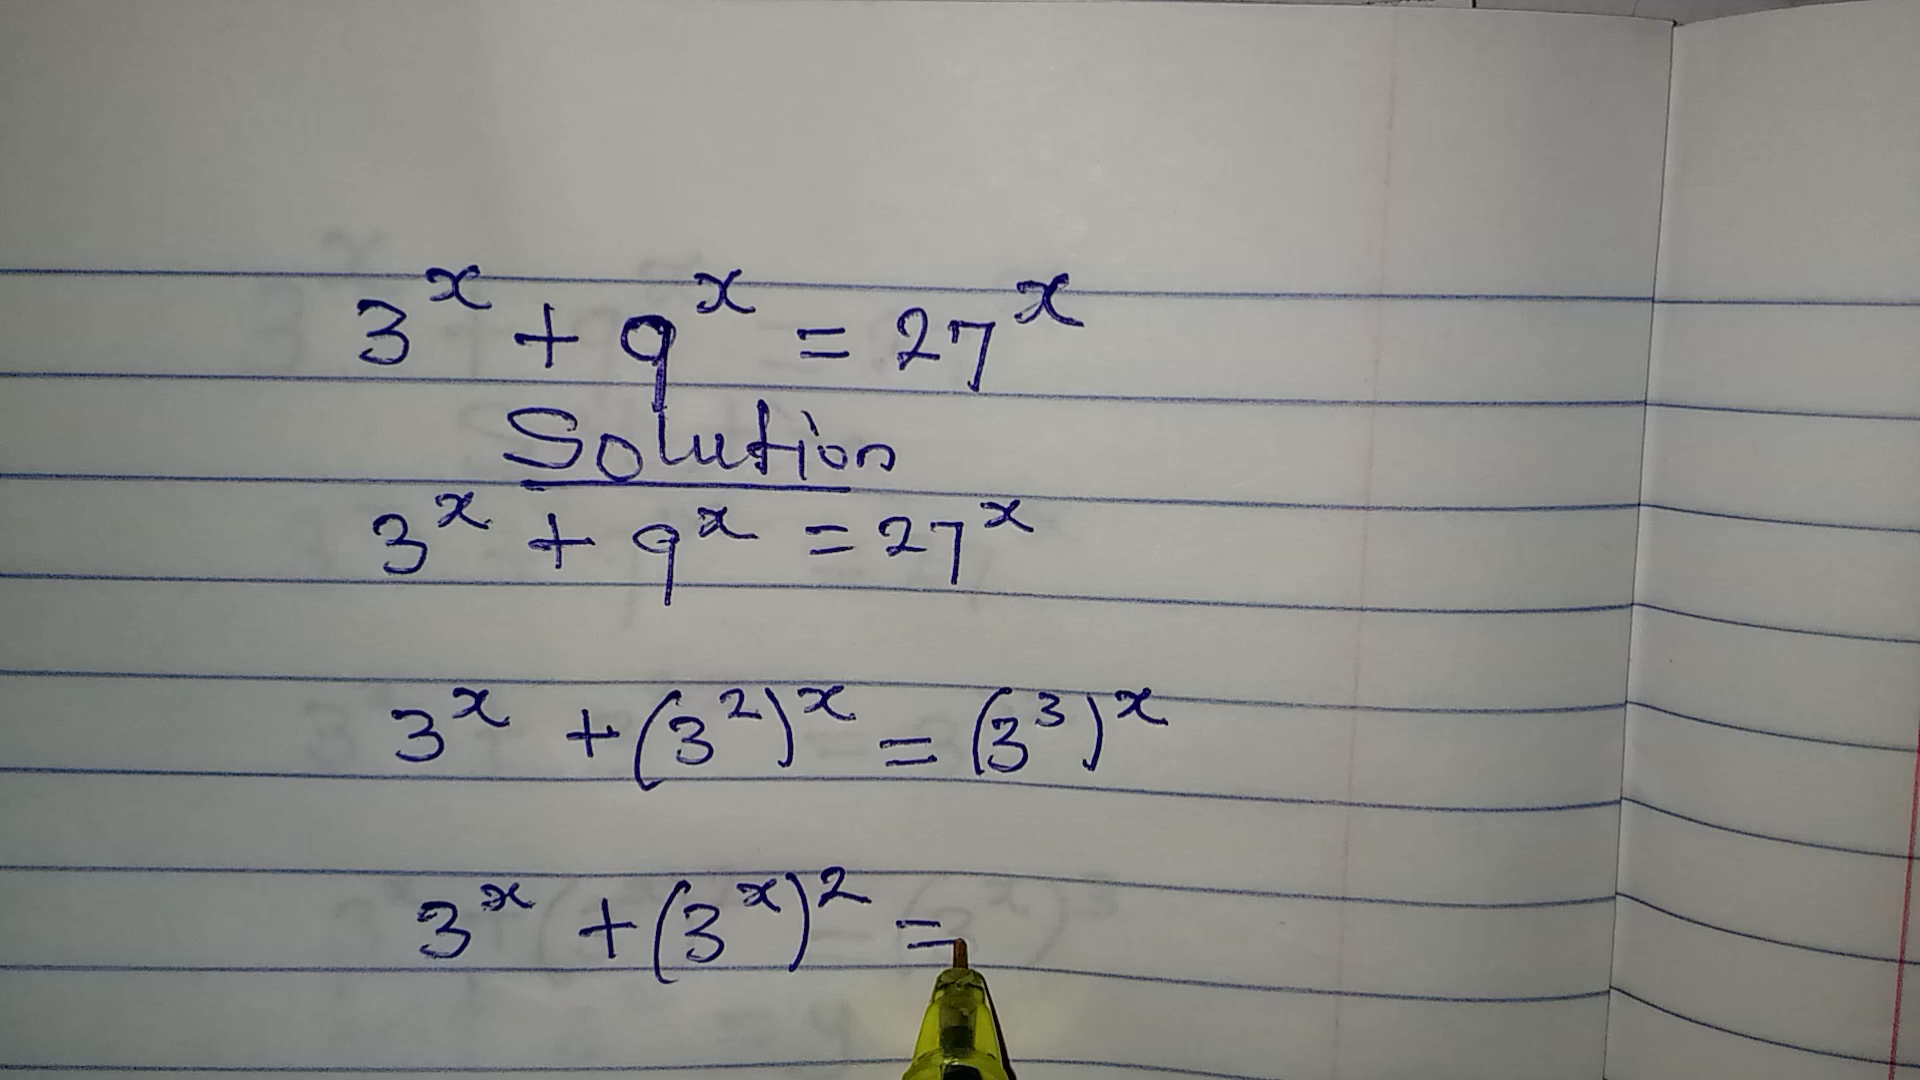 3^x + 9^x = 27^x
Solution
3^x + 9^x = 27^x
3^x + (3^2)^x = (3^3)^x
3^x + (3^x)^2 =